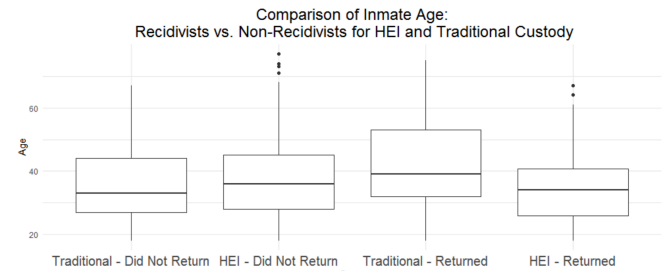 Comparison of Inmate Age:
Recidivists vs. Non-Recidivists for HEI and Traditional Custody
Age
60
40
20
Traditional - Did Not Return HEI - Did Not Return Traditional - Returned HEI - Returned